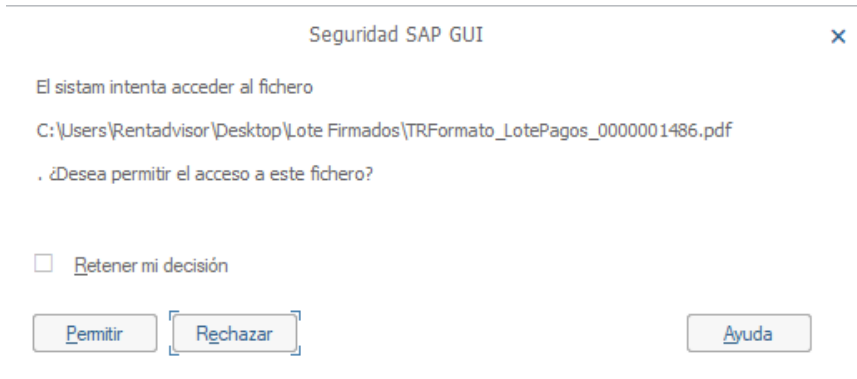 Seguridad SAP GUI
El sistam intenta acceder al fichero
C:\Users\Rentadvisor\Desktop\Lote Firmados\TRFormato_LotePagos_0000001486.pdf
. ¿Desea permitir el acceso a este fichero?
Retener mi decisión
Permitir Rechazar Ayuda